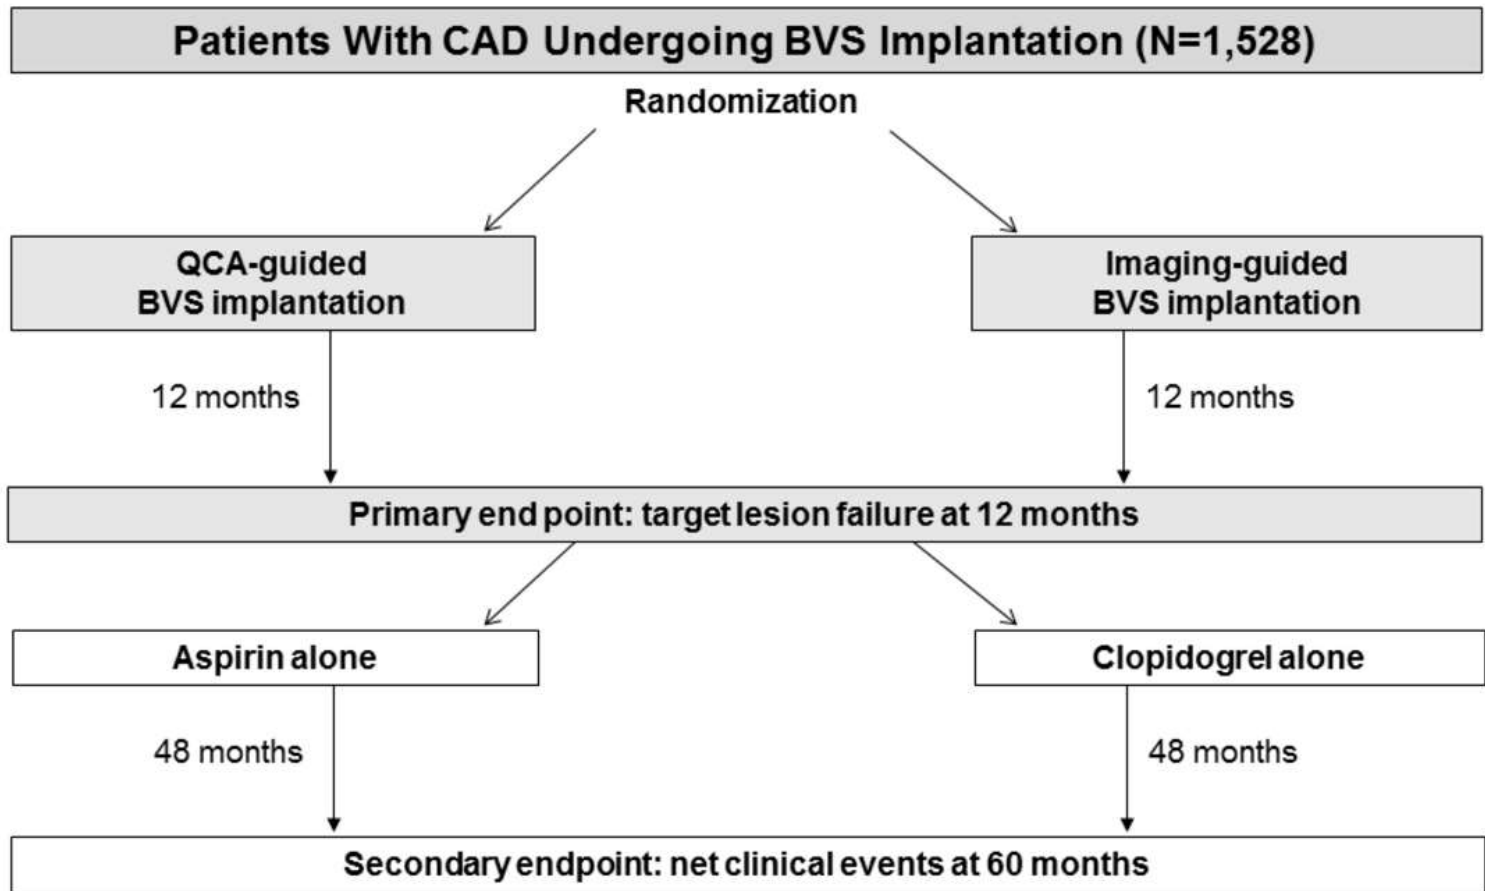 Patients With CAD Undergoing BVS Implantation (N=1,528)
Randomization
QCA-guided
BVS implantation
Imaging-guided
BVS implantation
12 months
12 months
Primary end point: target lesion failure at 12 months
Aspirin alone
Clopidogrel alone
48 months
48 months
Secondary endpoint: net clinical events at 60 months